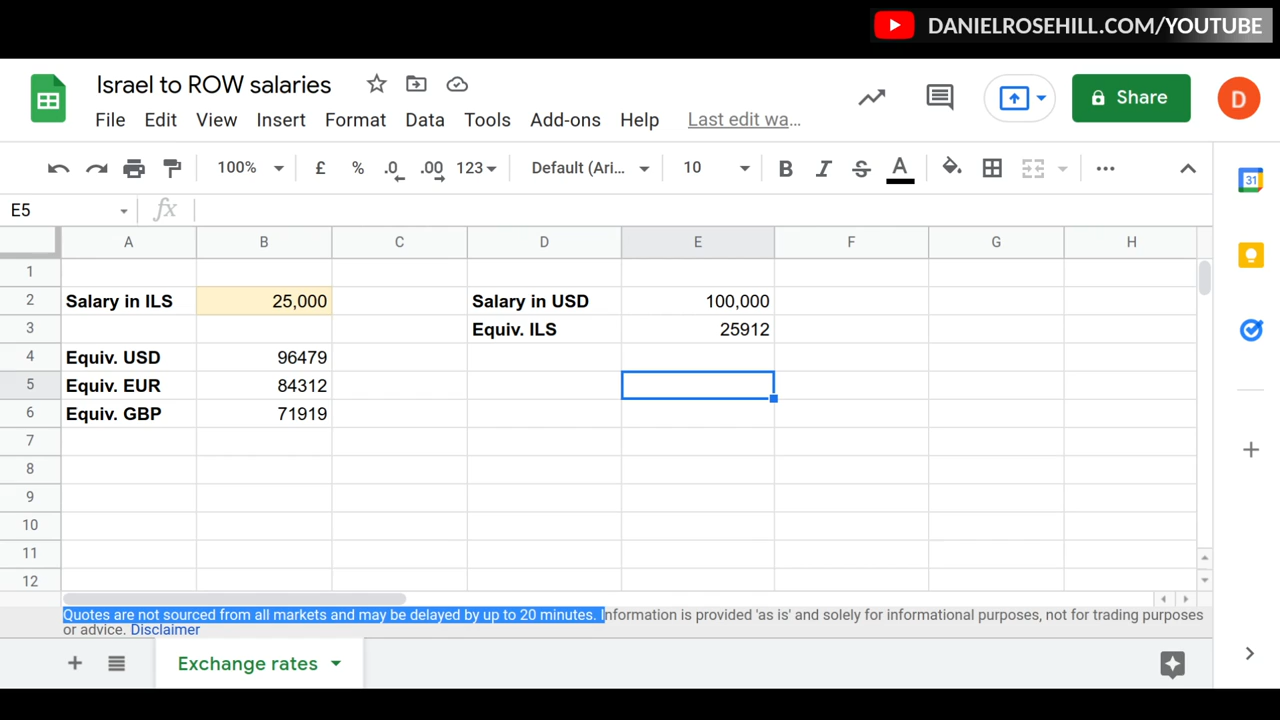 DANIELROSEHILL.COM/YOUTUBE
Israel to ROW salaries
Share
D
File Edit View Insert Format Data Tools Add-ons Help Last edit wa...
100% £ % .0 .00 123 Default (Ari... 10 B I S A ...
31
E5 fx
A B C D E F G H
1
2 Salary in ILS 25,000 Salary in USD 100,000
3 Equiv. ILS 25912
4 Equiv. USD 96479
5 Equiv. EUR 84312
6 Equiv. GBP 71919
7
8
9
10
11
12
Quotes are not sourced from all markets and may be delayed by up to 20 minutes. Information is provided 'as is' and solely for informational purposes, not for trading purposes
or advice. Disclaimer
Exchange rates